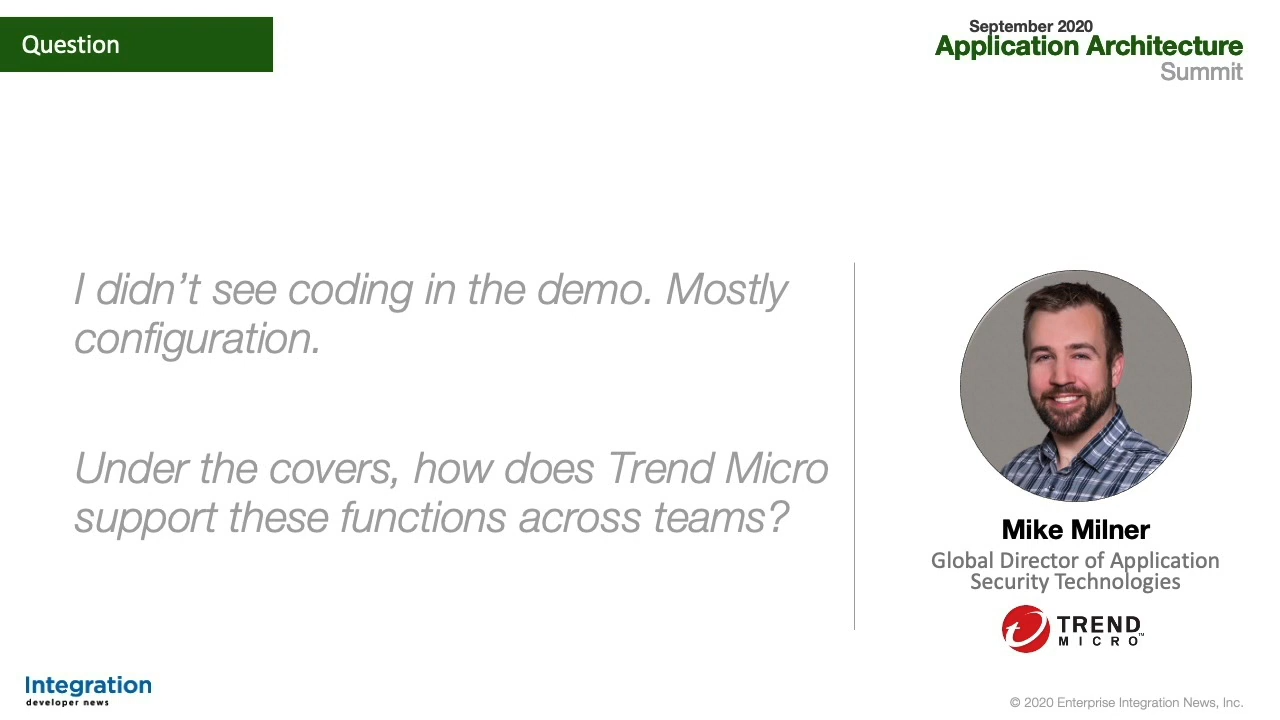 Question
September 2020
Application Architecture
Summit
I didn’t see coding in the demo. Mostly
configuration.
Under the covers, how does Trend Micro
support these functions across teams?
Mike Milner
Global Director of Application
Security Technologies
TREND
MICRO™
Integration
developer news
© 2020 Enterprise Integration News, Inc.